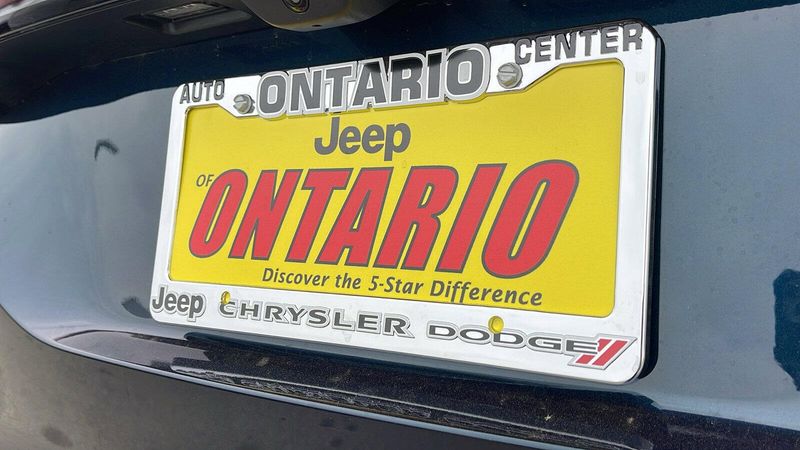 AUTO ONTARIO CENTER
Jeep
OF ONTARIO
Discover the 5-Star Difference
Jeep CHRYSLER DODGE